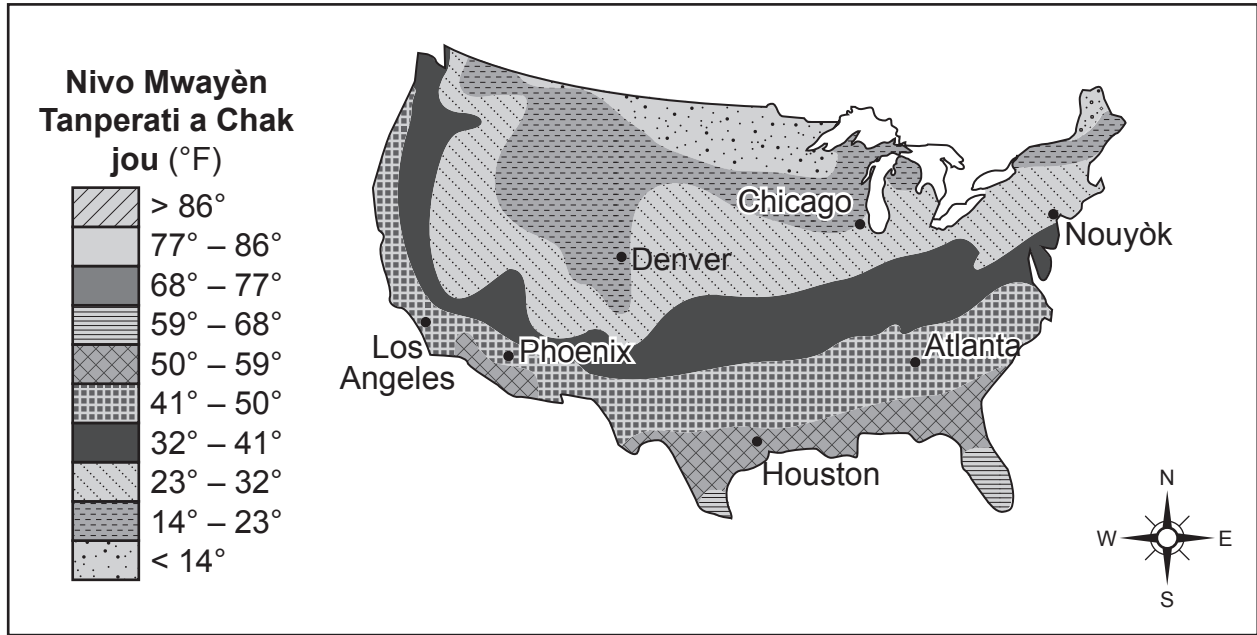 Nivo Mwayèn
Tanperati a Chak
jou (°F)
> 86°
77° – 86°
68° – 77°
59° – 68°
50° – 59°
41° – 50°
32° – 41°
23° – 32°
14° – 23°
< 14°
Chicago
Nouyòk
Denver
Los
Angeles
Phoenix
Atlanta
Houston
N
W
E
S